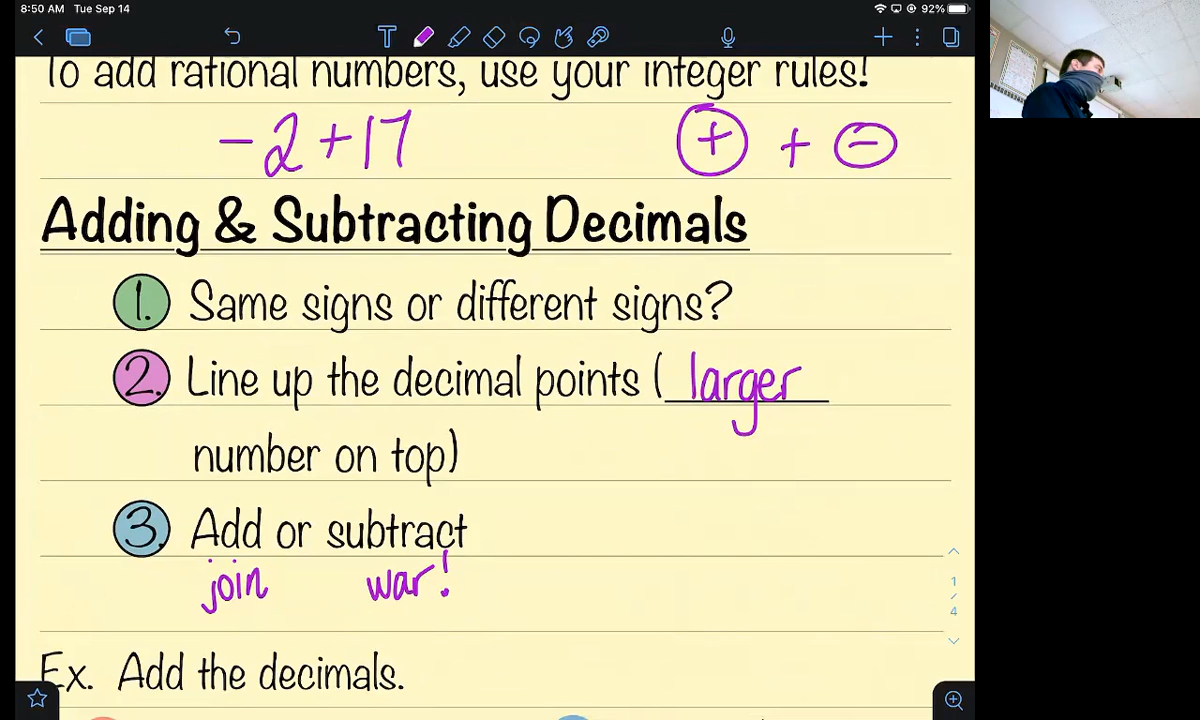 8:50 AM Tue Sep 14
92%
To add rational numbers, use your integer rules!
-2+17 + + -
Adding & Subtracting Decimals
1. Same signs or different signs?
2. Line up the decimal points ( larger
number on top)
3. Add or subtract
join war!
1
/
4
Ex. Add the decimals.